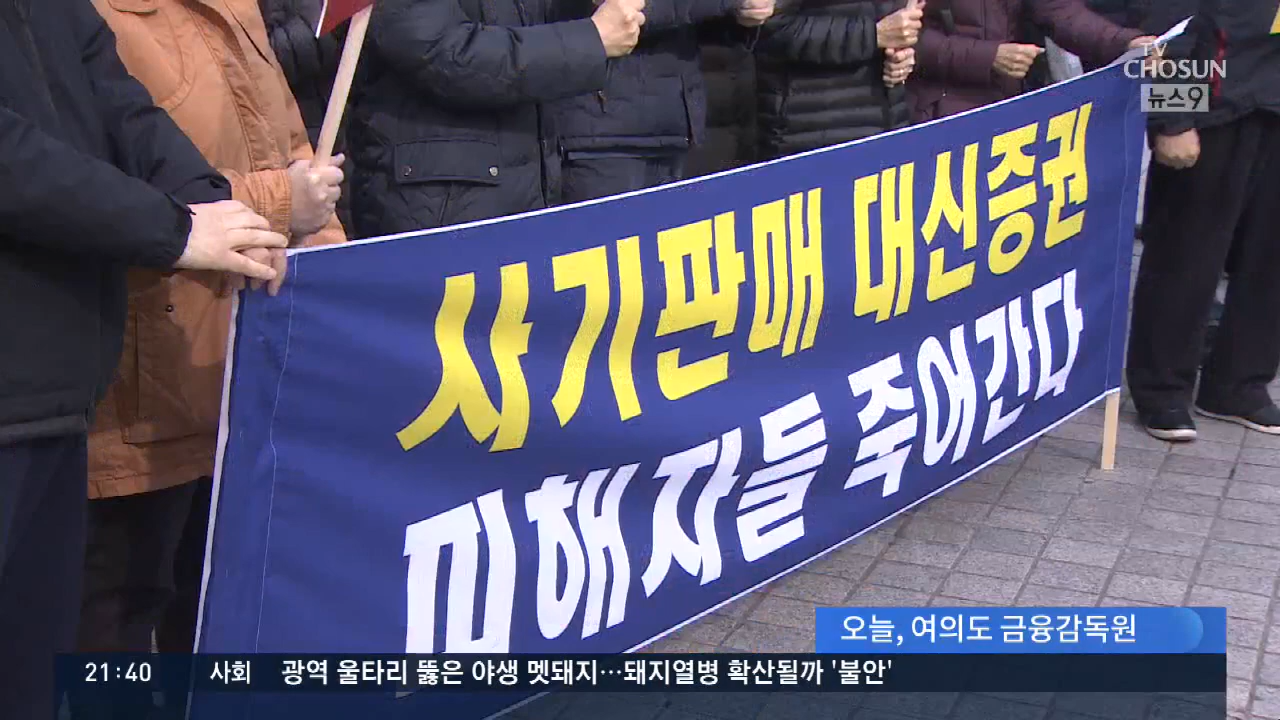 TV
CHOSUN
뉴스9
사기판매 대신증권
피해자들 죽어간다
오늘, 여의도 금융감독원
21:40 사회 광역 울타리 뚫은 야생 멧돼지…돼지열병 확산될까 '불안'